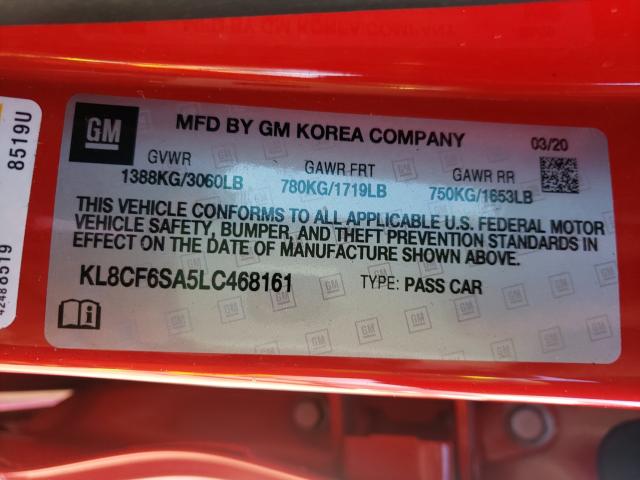 GM
MFD BY GM KOREA COMPANY
03/20
GVWR
1388KG/3060LB
GAWR FRT
780KG/1719LB
GAWR RR
750KG/1653LB
THIS VEHICLE CONFORMS TO ALL APPLICABLE U.S. FEDERAL MOTOR
VEHICLE SAFETY, BUMPER, AND THEFT PREVENTION STANDARDS IN
EFFECT ON THE DATE OF MANUFACTURE SHOWN ABOVE.
KL8CF6SA5LC468161
TYPE: PASS CAR
8519U
42488519